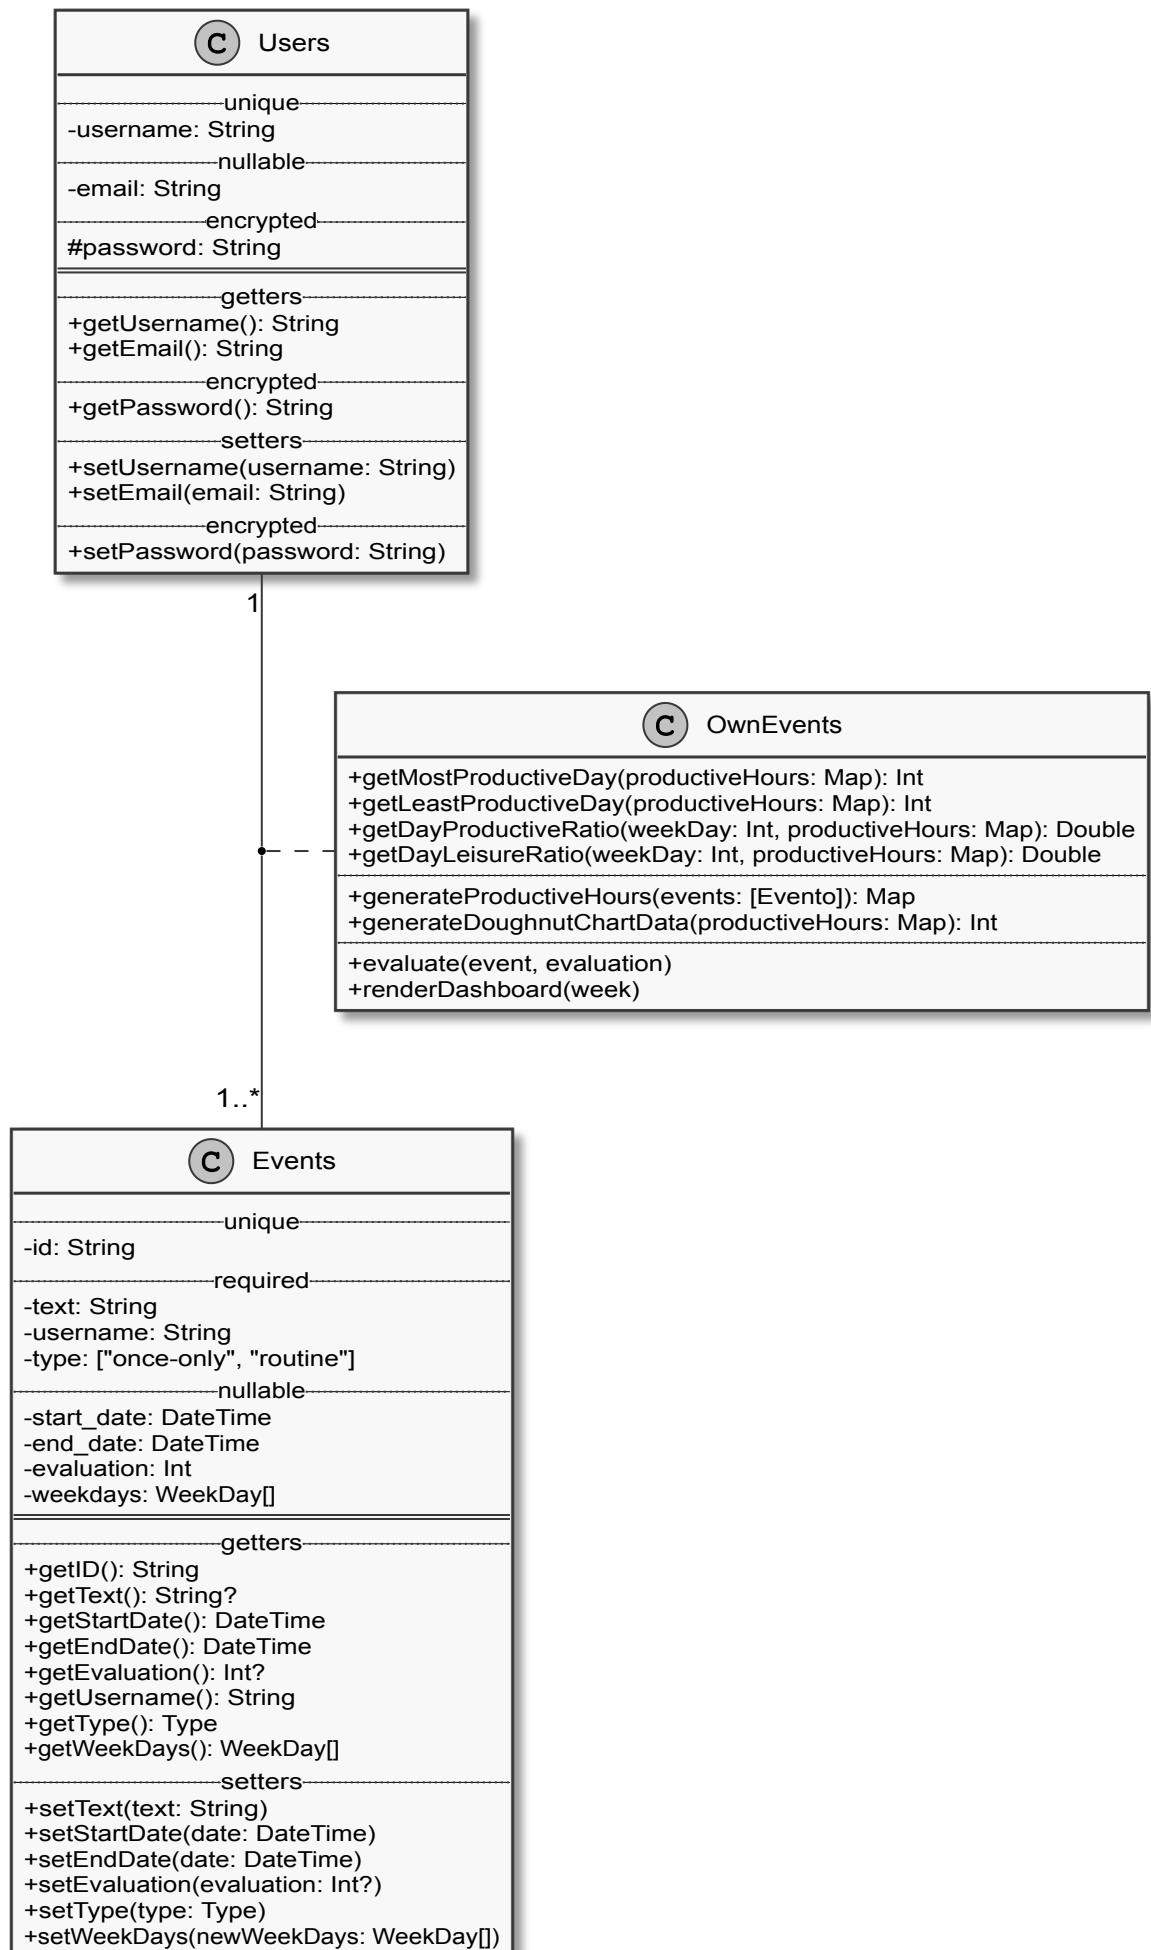 C Users
unique
-username: String
nullable
-email: String
encrypted
#password: String
getters
+getUsername(): String
+getEmail(): String
encrypted
+getPassword(): String
setters
+setUsername(username: String)
+setEmail(email: String)
encrypted
+setPassword(password: String)
1
C OwnEvents
+getMostProductiveDay(productiveHours: Map): Int
+getLeastProductiveDay(productiveHours: Map): Int
+getDayProductiveRatio(weekDay: Int, productiveHours: Map): Double
+getDayLeisureRatio(weekDay: Int, productiveHours: Map): Double
+generateProductiveHours(events: [Evento]): Map
+generateDoughnutChartData(productiveHours: Map): Int
+evaluate(event, evaluation)
+renderDashboard(week)
1..*
C Events
unique
-id: String
required
-text: String
-username: String
-type: ["once-only", "routine"]
nullable
-start_date: DateTime
-end_date: DateTime
-evaluation: Int
-weekdays: WeekDay[]
getters
+getID(): String
+getText(): String?
+getStartDate(): DateTime
+getEndDate(): DateTime
+getEvaluation(): Int?
+getUsername(): String
+getType(): Type
+getWeekDays(): WeekDay[]
setters
+setText(text: String)
+setStartDate(date: DateTime)
+setEndDate(date: DateTime)
+setEvaluation(evaluation: Int?)
+setType(type: Type)
+setWeekDays(newWeekDays: WeekDay[])